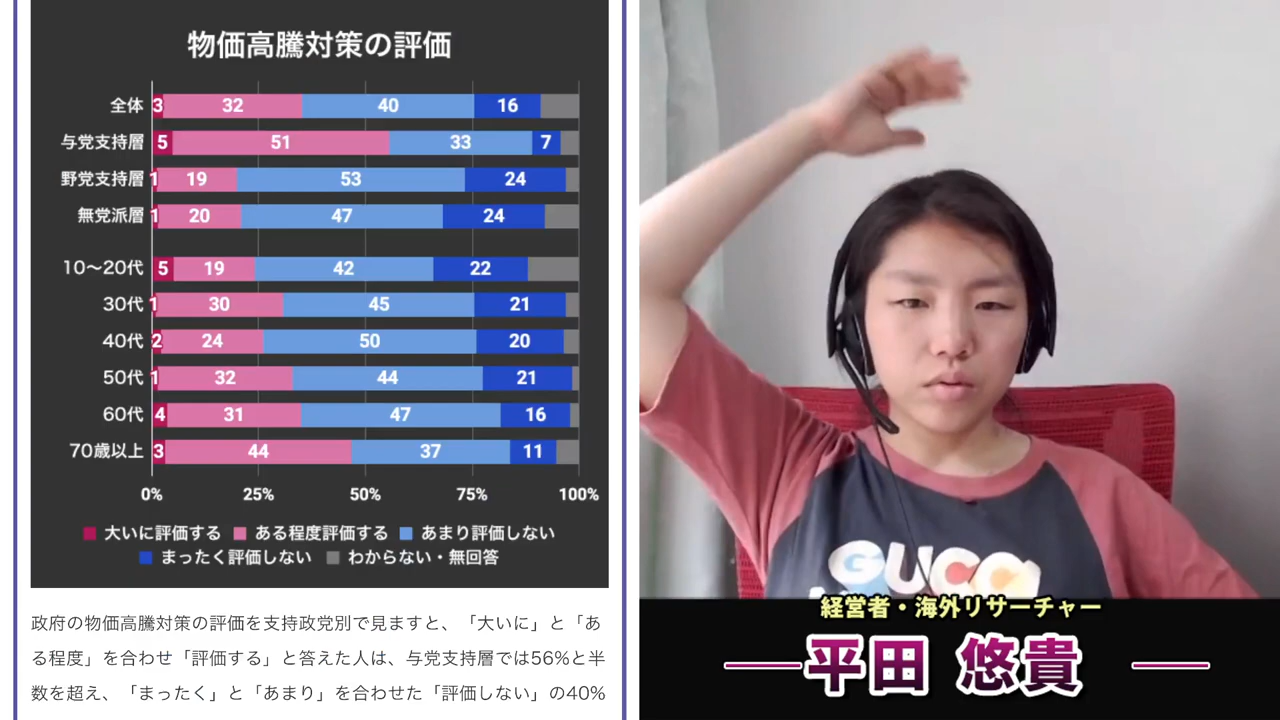 物価高騰対策の評価
全体 3 32 40 16
与党支持層 5 51 33 7
野党支持層 1 19 53 24
無党派層 1 20 47 24
10〜20代 5 19 42 22
30代 1 30 45 21
40代 2 24 50 20
50代 1 32 44 21
60代 4 31 47 16
70歳以上 3 44 37 11
0% 25% 50% 75% 100%
大いに評価する ある程度評価する あまり評価しない
まったく評価しない わからない・無回答
政府の物価高騰対策の評価を支持政党別で見ますと、「大いに」と「あ
る程度」を合わせ「評価する」と答えた人は、与党支持層では56%と半
数を超え、「まったく」と「あまり」を合わせた「評価しない」の40%
GUCCI
経営者・海外リサーチャー
平田 悠貴